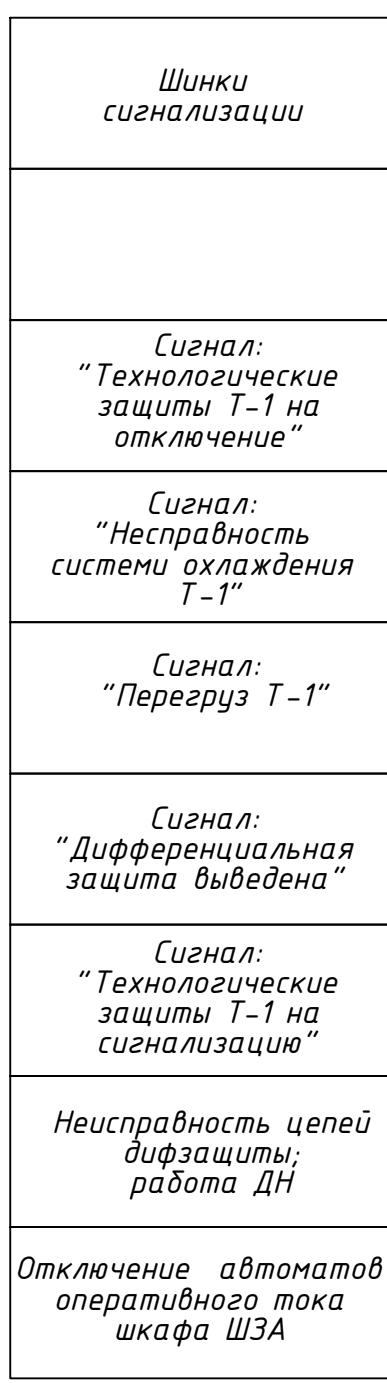 Шинки
сигнализации
Сигнал:
"Технологические
защиты Т-1 на
отключение"
Сигнал:
"Несправность
системи охлаждения
Т-1"
Сигнал:
"Перегруз Т-1"
Сигнал:
"Дифференциальная
защита выведена"
Сигнал:
"Технологические
защиты Т-1 на
сигнализацию"
Неисправность цепей
дифзащиты;
работа ДН
Отключение автоматов
оперативного тока
шкафа ШЗА